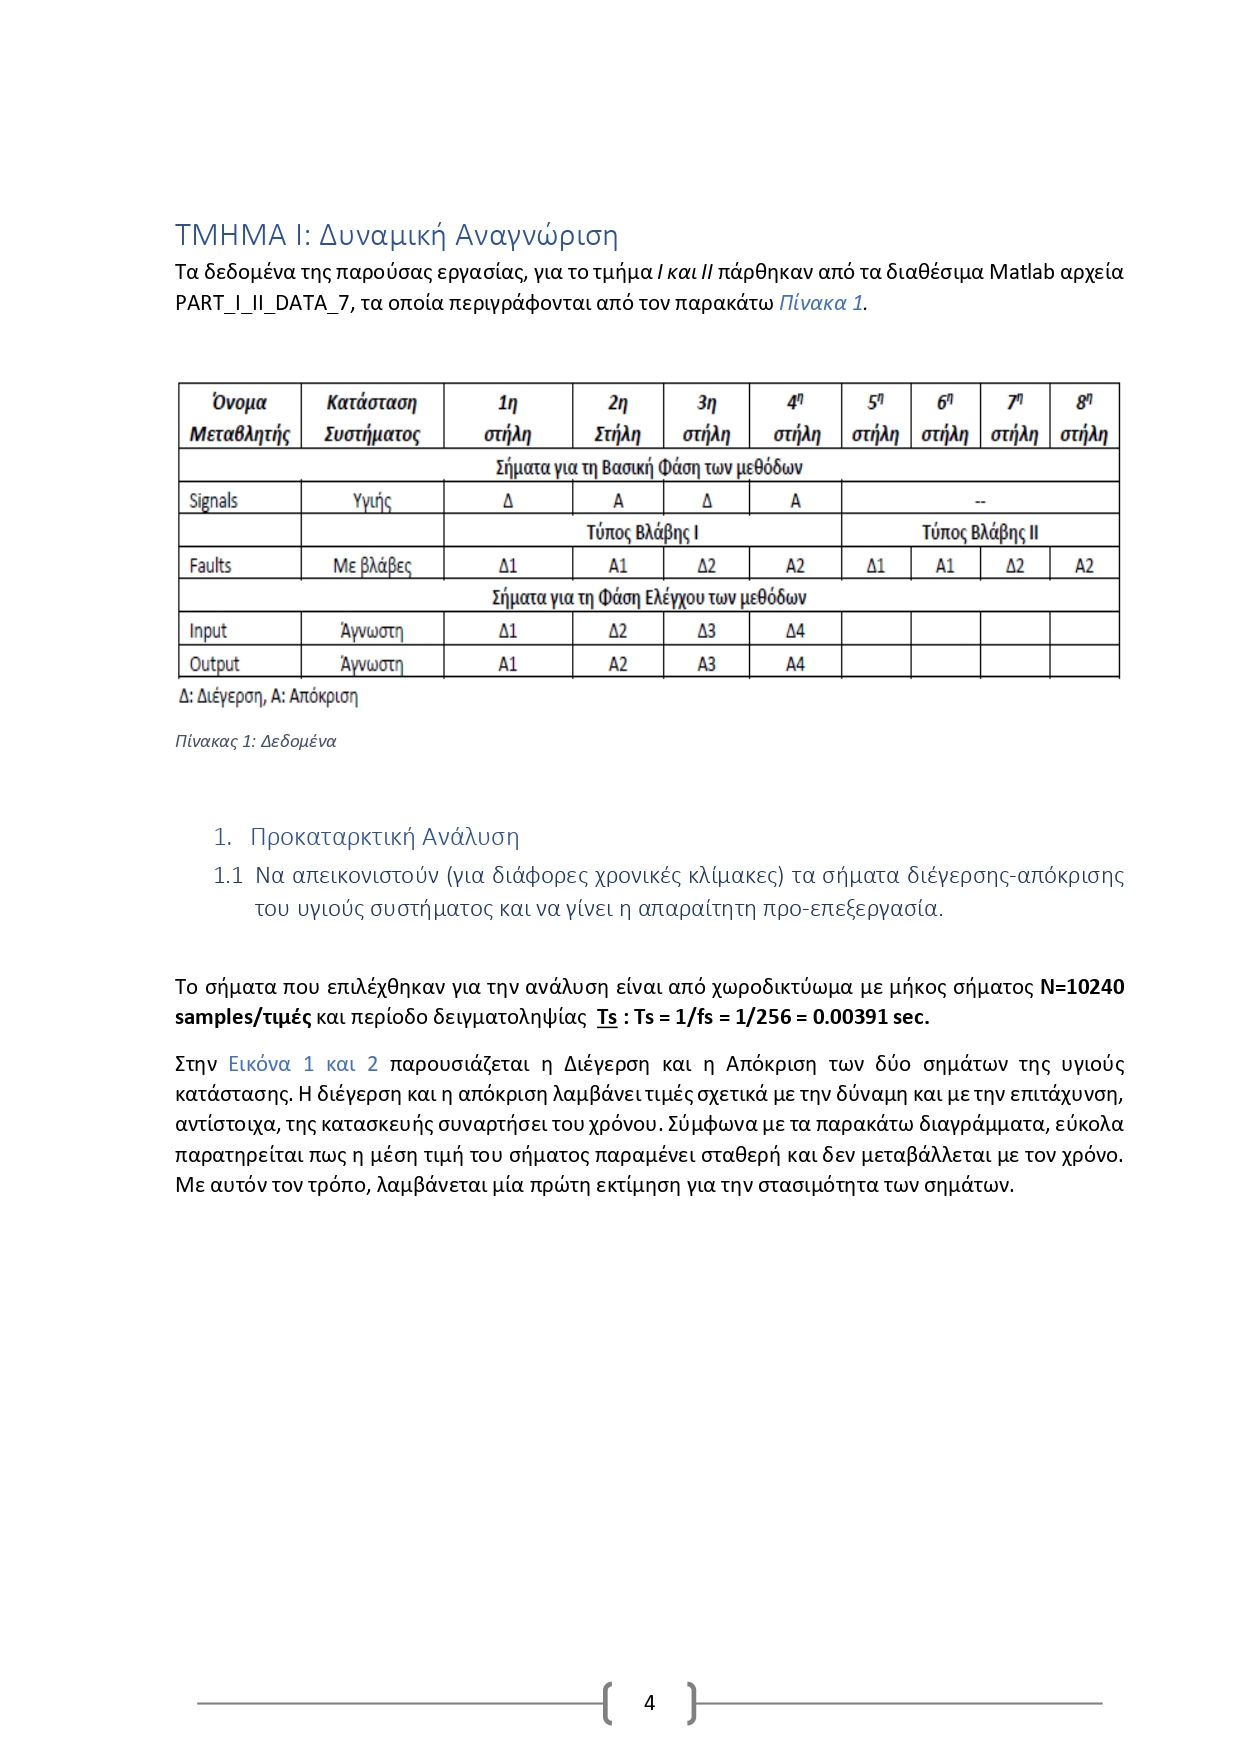 ΤΜΗΜΑ Ι: Δυναμική Αναγνώριση
Τα δεδομένα της παρούσας εργασίας, για το τμήμα Ι και ΙΙ πάρθηκαν από τα διαθέσιμα Matlab αρχεία
PART_I_II_DATA_7, τα οποία περιγράφονται από τον παρακάτω Πίνακα 1.
Όνομα Μεταβλητής Κατάσταση Συστήματος 1η στήλη 2η Στήλη 3η στήλη 4η στήλη 5η στήλη 6η στήλη 7η στήλη 8η στήλη
Σήματα για τη Βασική Φάση των μεθόδων
Signals Υγιής Δ Α Δ Α --
Τύπος Βλάβης Ι Τύπος Βλάβης ΙΙ
Faults Με βλάβες Δ1 Α1 Δ2 Α2 Δ1 Α1 Δ2 Α2
Σήματα για τη Φάση Ελέγχου των μεθόδων
Input Άγνωστη Δ1 Δ2 Δ3 Δ4
Output Άγνωστη Α1 Α2 Α3 Α4
Δ: Διέγερση, Α: Απόκριση
Πίνακας 1: Δεδομένα
1. Προκαταρκτική Ανάλυση
1.1 Να απεικονιστούν (για διάφορες χρονικές κλίμακες) τα σήματα διέγερσης-απόκρισης
του υγιούς συστήματος και να γίνει η απαραίτητη προ-επεξεργασία.
Το σήματα που επιλέχθηκαν για την ανάλυση είναι από χωροδικτύωμα με μήκος σήματος N=10240
samples/τιμές και περίοδο δειγματοληψίας Ts : Ts = 1/fs = 1/256 = 0.00391 sec.
Στην Εικόνα 1 και 2 παρουσιάζεται η Διέγερση και η Απόκριση των δύο σημάτων της υγιούς
κατάστασης. Η διέγερση και η απόκριση λαμβάνει τιμές σχετικά με την δύναμη και με την επιτάχυνση,
αντίστοιχα, της κατασκευής συναρτήσει του χρόνου. Σύμφωνα με τα παρακάτω διαγράμματα, εύκολα
παρατηρείται πως η μέση τιμή του σήματος παραμένει σταθερή και δεν μεταβάλλεται με τον χρόνο.
Με αυτόν τον τρόπο, λαμβάνεται μία πρώτη εκτίμηση για την στασιμότητα των σημάτων.
4